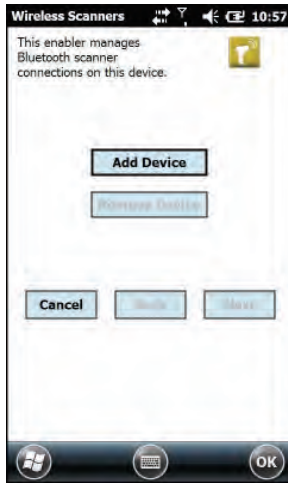 Wireless Scanners 10:57
This enabler manages
Bluetooth scanner
connections on this device.
Add Device
Remove Device
Cancel Back Next
OK